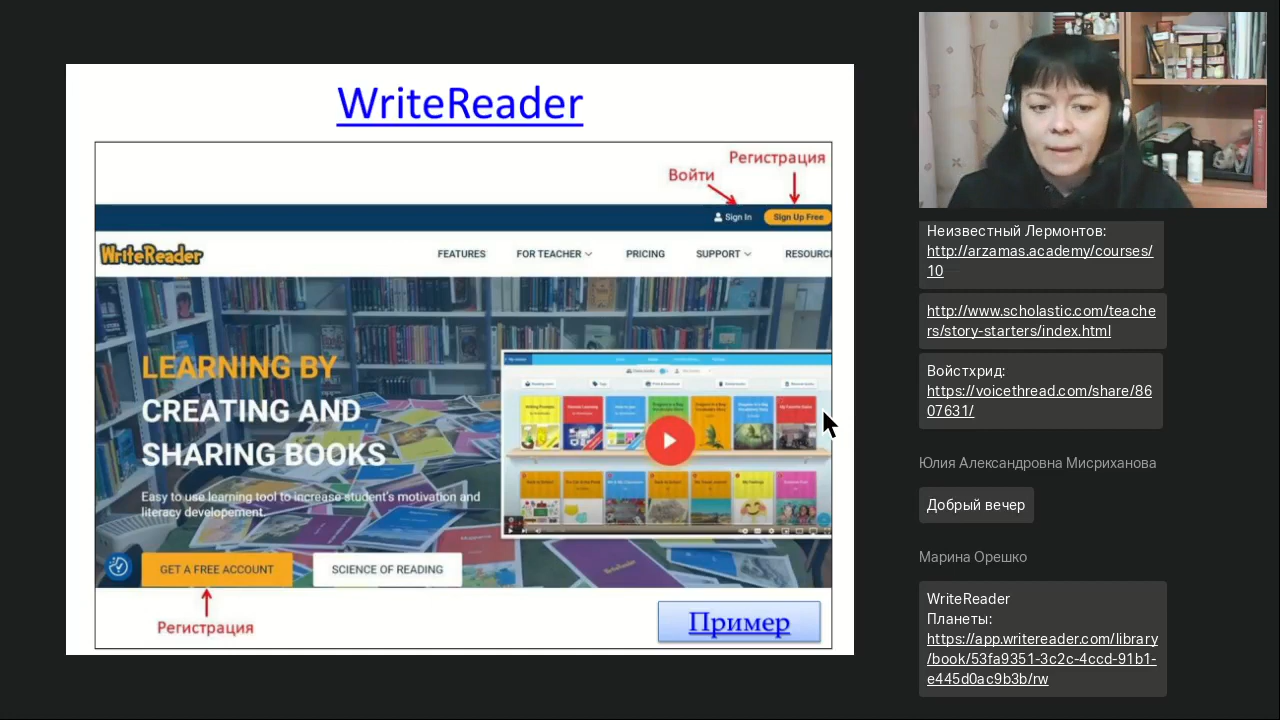 WriteReader
Регистрация
Войти
Sign In
Sign Up Free
WriteReader
FEATURES
FOR TEACHER
PRICING
SUPPORT
RESOURC
LEARNING BY
CREATING AND
SHARING BOOKS
Easy to use learning tool to increase student's motivation and
literacy developement.
GET A FREE ACCOUNT
SCIENCE OF READING
Регистрация
Пример
Неизвестный Лермонтов:
http://arzamas.academy/courses/
10
http://www.scholastic.com/teache
rs/story-starters/index.html
Войстхрид:
https://voicethread.com/share/86
07631/
Юлия Александровна Мисриханова
Добрый вечер
Марина Орешко
WriteReader
Планеты:
https://app.writereader.com/library
/book/53fa9351-3c2c-4ccd-91b1-
e445d0ac9b3b/rw